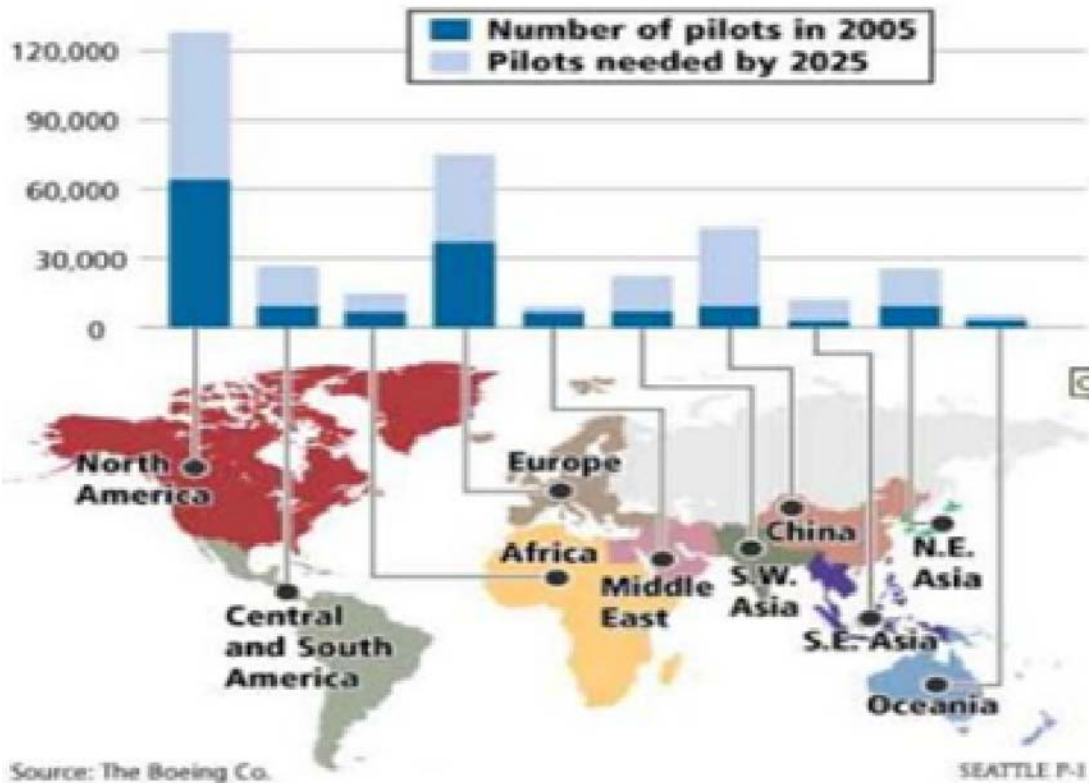 Number of pilots in 2005
Pilots needed by 2025
120,000
90,000
60,000
30,000
0
North
America
Europe
Africa
Middle
East
S.W.
Asia
China
N.E.
Asia
S.E. Asia
Central
and South
America
Oceania
Source: The Boeing Co.
SEATTLE P-I